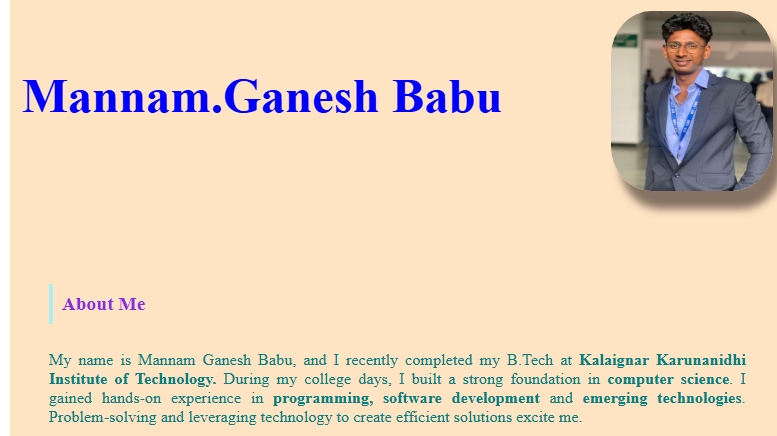 Mannam.Ganesh Babu
About Me
My name is Mannam Ganesh Babu, and I recently completed my B.Tech at Kalaignar Karunanidhi
Institute of Technology. During my college days, I built a strong foundation in computer science. I
gained hands-on experience in programming, software development and emerging technologies.
Problem-solving and leveraging technology to create efficient solutions excite me.